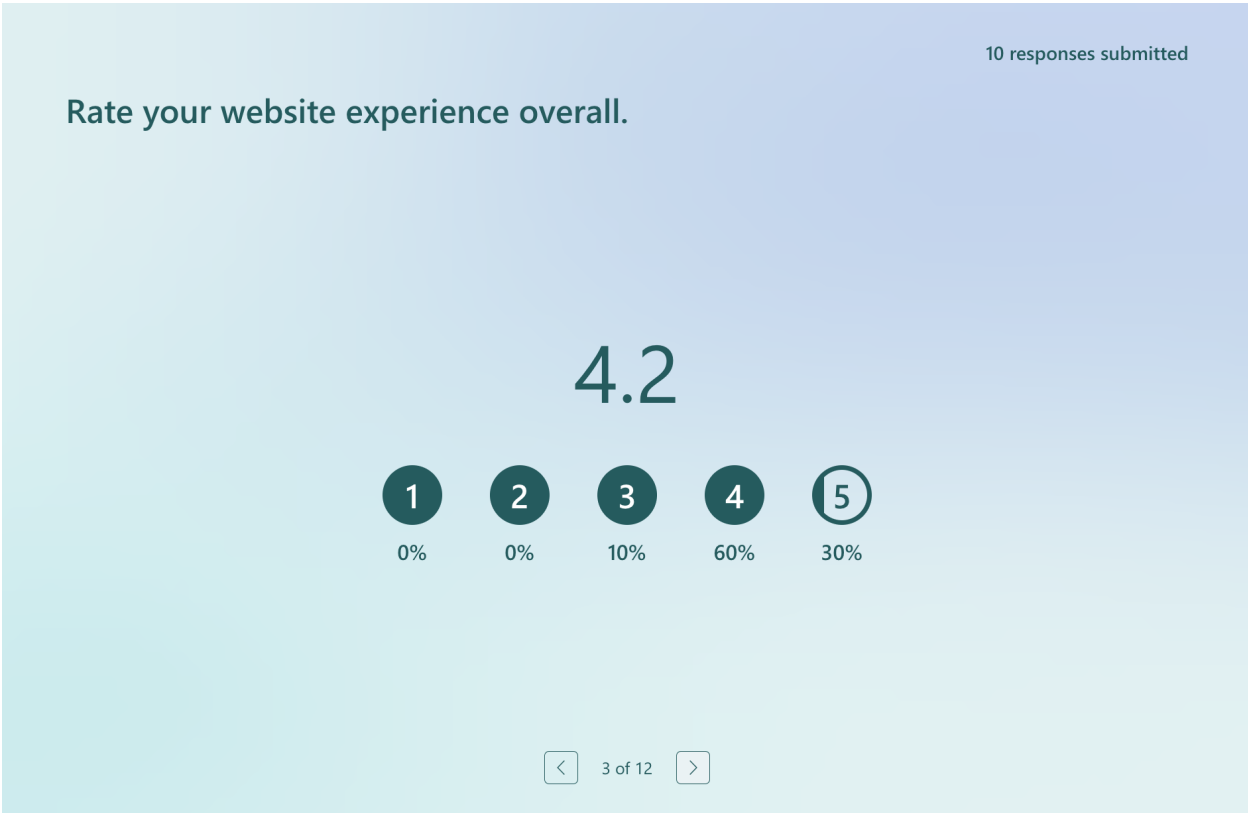 10 responses submitted
Rate your website experience overall.
4.2
1 2 3 4 5
0% 0% 10% 60% 30%
3 of 12